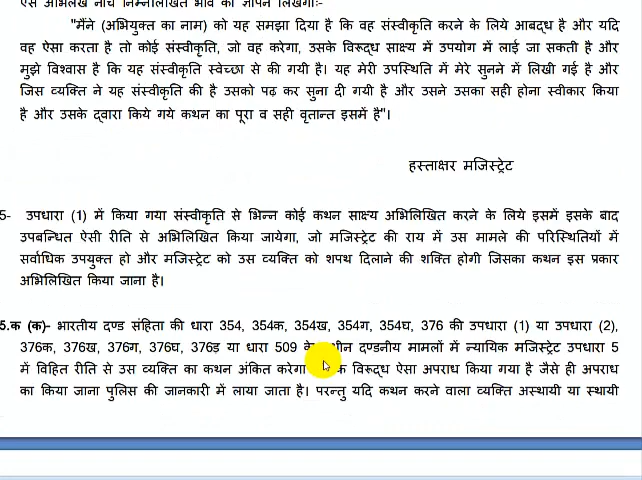 ऐसे अभिलेख नीचे निम्नलिखित भाव का ज्ञापन लिखेगाः-
"मैंने (अभियुक्त का नाम) को यह समझा दिया है कि वह संस्वीकृति करने के लिये आबद्ध है और यदि
वह ऐसा करता है तो कोई संस्वीकृति, जो वह करेगा, उसके विरूद्ध साक्ष्य में उपयोग में लाई जा सकती है और
मुझे विश्वास है कि यह संस्वीकृति स्वेच्छा से की गयी है। यह मेरी उपस्थिति में मेरे सुनने में लिखी गई है और
जिस व्यक्ति ने यह संस्वीकृति की है उसको पढ़ कर सुना दी गयी है और उसने उसका सही होना स्वीकार किया
है और उसके द्वारा किये गये कथन का पूरा व सही वृतान्त इसमें है"।
हस्ताक्षर मजिस्ट्रेट
5- उपधारा (1) में किया गया संस्वीकृति से भिन्न कोई कथन साक्ष्य अभिलिखित करने के लिये इसमें इसके बाद
उपबन्धित ऐसी रीति से अभिलिखित किया जायेगा, जो मजिस्ट्रेट की राय में उस मामले की परिस्थितियों में
सर्वाधिक उपयुक्त हो और मजिस्ट्रेट को उस व्यक्ति को शपथ दिलाने की शक्ति होगी जिसका कथन इस प्रकार
अभिलिखित किया जाना है।
5.क (क)- भारतीय दण्ड संहिता की धारा 354, 354क, 354ख, 354ग, 354घ, 376 की उपधारा (1) या उपधारा (2),
376क, 376ख, 376ग, 376घ, 376ड़ या धारा 509 के दण्डनीय मामलों में न्यायिक मजिस्ट्रेट उपधारा 5
में विहित रीति से उस व्यक्ति का कथन अंकित करेगा विरूद्ध ऐसा अपराध किया गया है जैसे ही अपराध
का किया जाना पुलिस की जानकारी में लाया जाता है। परन्तु यदि कथन करने वाला व्यक्ति अस्थायी या स्थायी